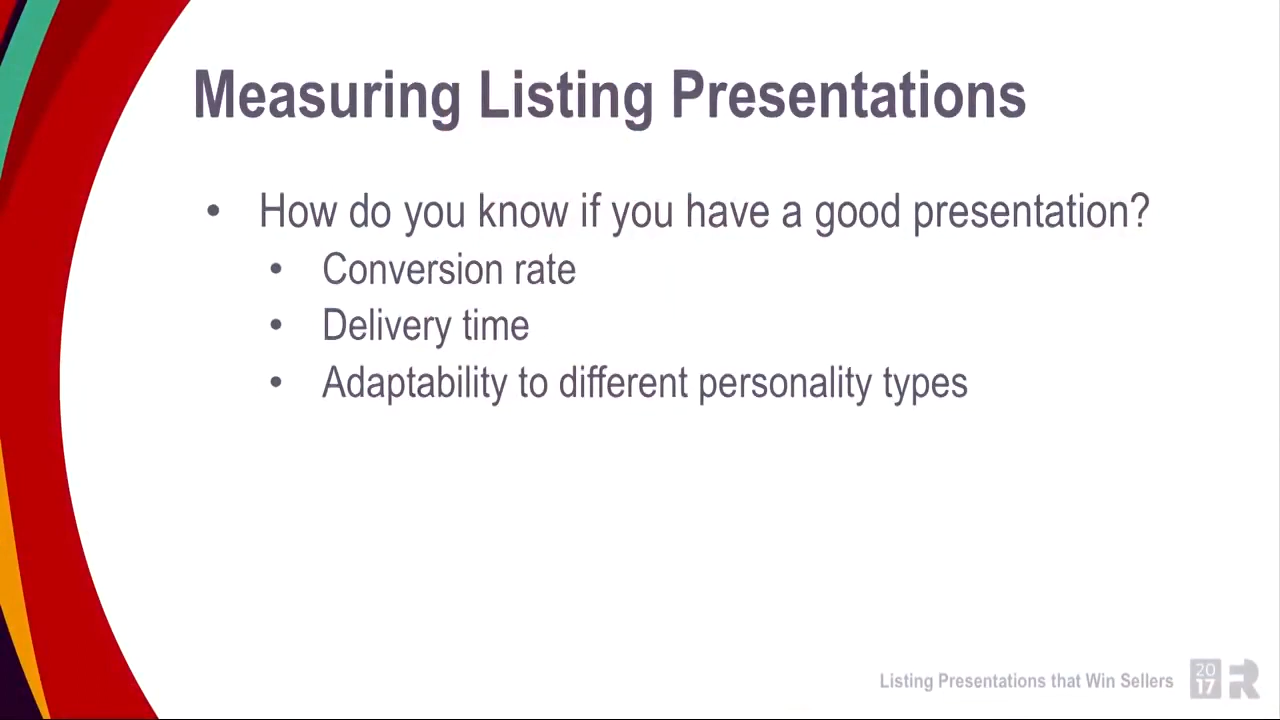 Measuring Listing Presentations
• How do you know if you have a good presentation?
• Conversion rate
• Delivery time
• Adaptability to different personality types
Listing Presentations that Win Sellers
20
17
R